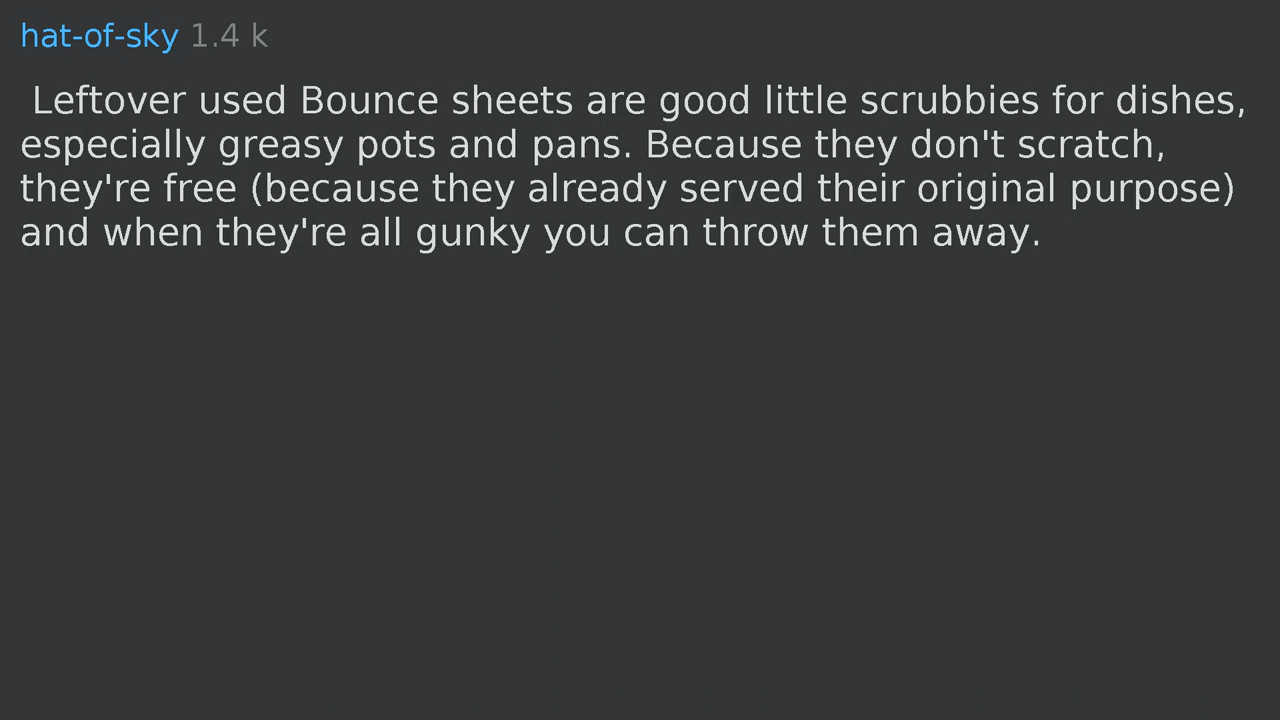 hat-of-sky 1.4 k
Leftover used Bounce sheets are good little scrubbies for dishes,
especially greasy pots and pans. Because they don't scratch,
they're free (because they already served their original purpose)
and when they're all gunky you can throw them away.